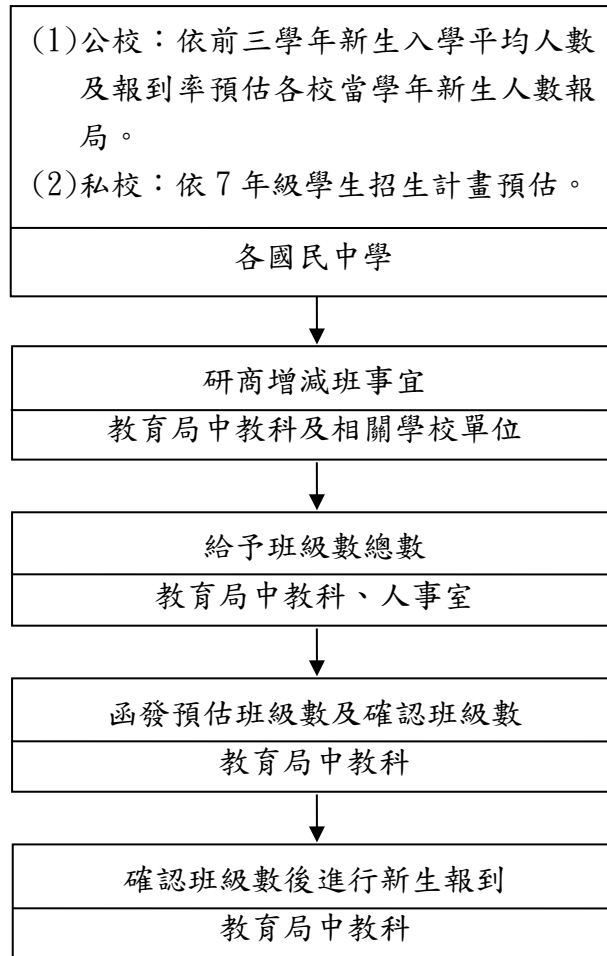 (1)公校：依前三學年新生入學平均人數
及報到率預估各校當學年新生人數報
局。
(2)私校：依 7 年級學生招生計畫預估。
各國民中學
研商增減班事宜
教育局中教科及相關學校單位
給予班級數總數
教育局中教科、人事室
函發預估班級數及確認班級數
教育局中教科
確認班級數後進行新生報到
教育局中教科